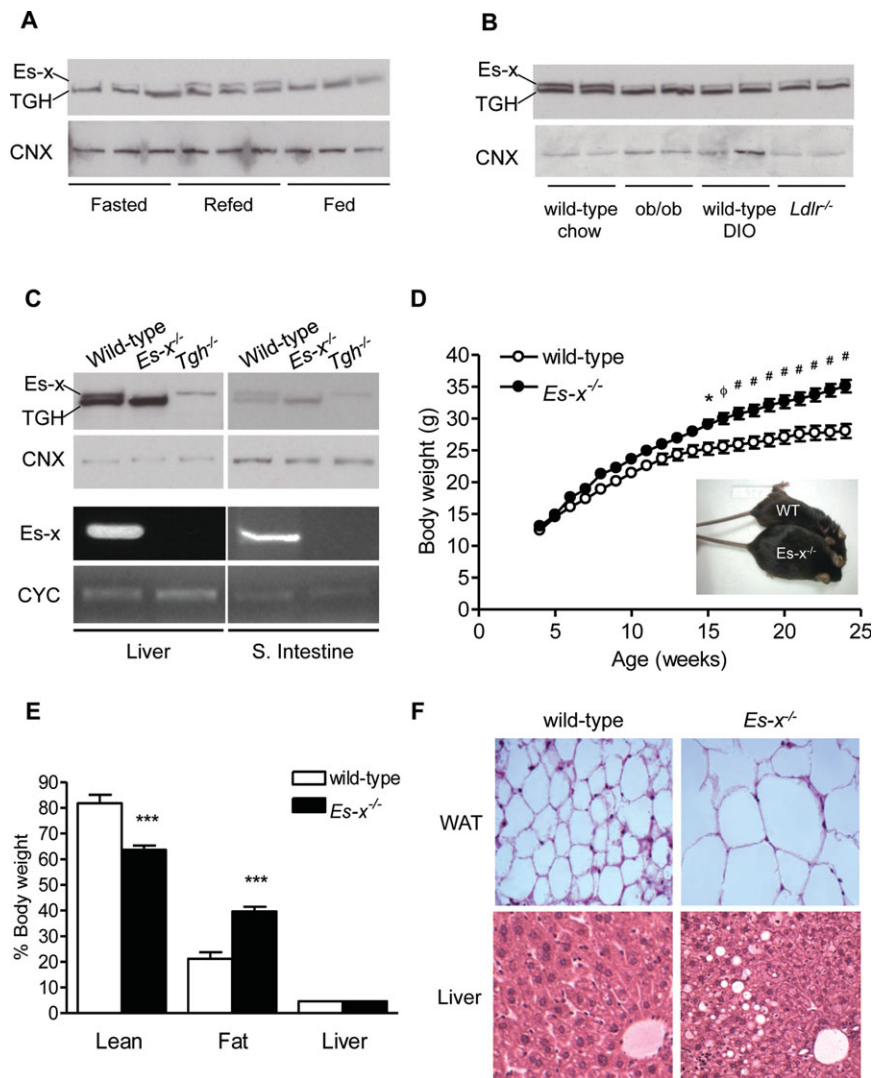 A
Es-x
TGH
CNX
Fasted Refed Fed
B
Es-x
TGH
CNX
wild-type chow
ob/ob
wild-type DIO
Ldlr-/-
C
Wild-type Es-x-/- Tgh-/- Wild-type Es-x-/- Tgh-/-
Es-x
TGH
CNX
Es-x
CYC
Liver S. Intestine
D
wild-type
Es-x-/-
* ϕ # # # # # # # #
Body weight (g)
40
35
30
25
20
15
10
5
0
0 5 10 15 20 25
Age (weeks)
WT
Es-x-/-
E
wild-type
Es-x-/-
% Body weight
90
80
70
60
50
40
30
20
10
0
***
***
Lean Fat Liver
F
wild-type Es-x-/-
WAT
Liver